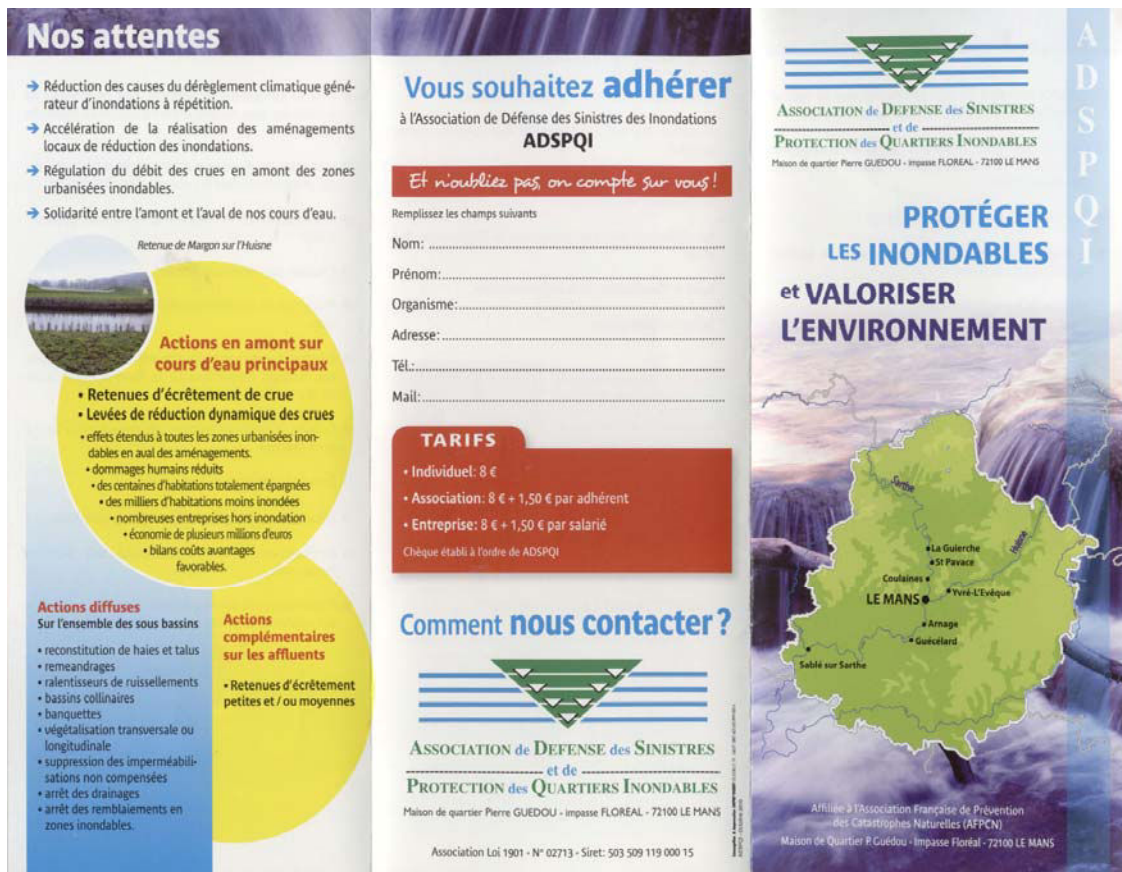 Nos attentes
→ Réduction des causes du dérèglement climatique géné-
rateur d'inondations à répétition.
→ Accélération de la réalisation des aménagements
locaux de réduction des inondations.
→ Régulation du débit des crues en amont des zones
urbanisées inondables.
→ Solidarité entre l'amont et l'aval de nos cours d'eau.
Retenue de Margon sur l'Huisne
Actions en amont sur
cours d'eau principaux
• Retenues d'écrêtement de crue
• Levées de réduction dynamique des crues
• effets étendus à toutes les zones urbanisées inon-
dables en aval des aménagements.
• dommages humains réduits
• des centaines d'habitations totalement épargnées
• des milliers d'habitations moins inondées
• nombreuses entreprises hors inondation
• économie de plusieurs millions d'euros
• bilans coûts avantages
favorables.
Actions diffuses
Sur l'ensemble des sous bassins
• reconstitution de haies et talus
• remeandrages
• ralentisseurs de ruissellements
• bassins collinaires
• banquettes
• végétalisation transversale ou
longitudinale
• suppression des imperméabili-
sations non compensées
• arrêt des drainages
• arrêt des remblaiements en
zones inondables.
Actions
complémentaires
sur les affluents
• Retenues d'écrêtement
petites et / ou moyennes
Vous souhaitez adhérer
à l'Association de Défense des Sinistres des Inondations
ADSPQI
Et n'oubliez pas, on compte sur vous !
Remplissez les champs suivants
Nom:
Prénom:
Organisme:
Adresse:
Tél.:
Mail:
TARIFS
• Individuel: 8 €
• Association: 8 € + 1,50 € par adhérent
• Entreprise: 8 € + 1,50 € par salarié
Chèque établi à l'ordre de ADSPQI
Comment nous contacter ?
ASSOCIATION de DEFENSE des SINISTRES
et de
PROTECTION des QUARTIERS INONDABLES
Maison de quartier Pierre GUEDOU - impasse FLORÉAL - 72100 LE MANS
Association Loi 1901 - N° 02713 - Siret: 503 509 119 000 15
ADSPQI
ASSOCIATION de DEFENSE des SINISTRES
et de
PROTECTION des QUARTIERS INONDABLES
Maison de quartier Pierre GUEDOU - impasse FLOREAL - 72100 LE MANS
PROTÉGER
LES INONDABLES
et VALORISER
L'ENVIRONNEMENT
Sarthe
Huisne
La Guierche
St Pavace
Coulaines
Yvré-L'Evêque
LE MANS
Arnage
Guécélard
Sablé sur Sarthe
Affiliée à l'Association Française de Prévention
des Catastrophes Naturelles (AFPCN)
Maison de Quartier P. Guédou - Impasse Floréal - 72100 LE MANS